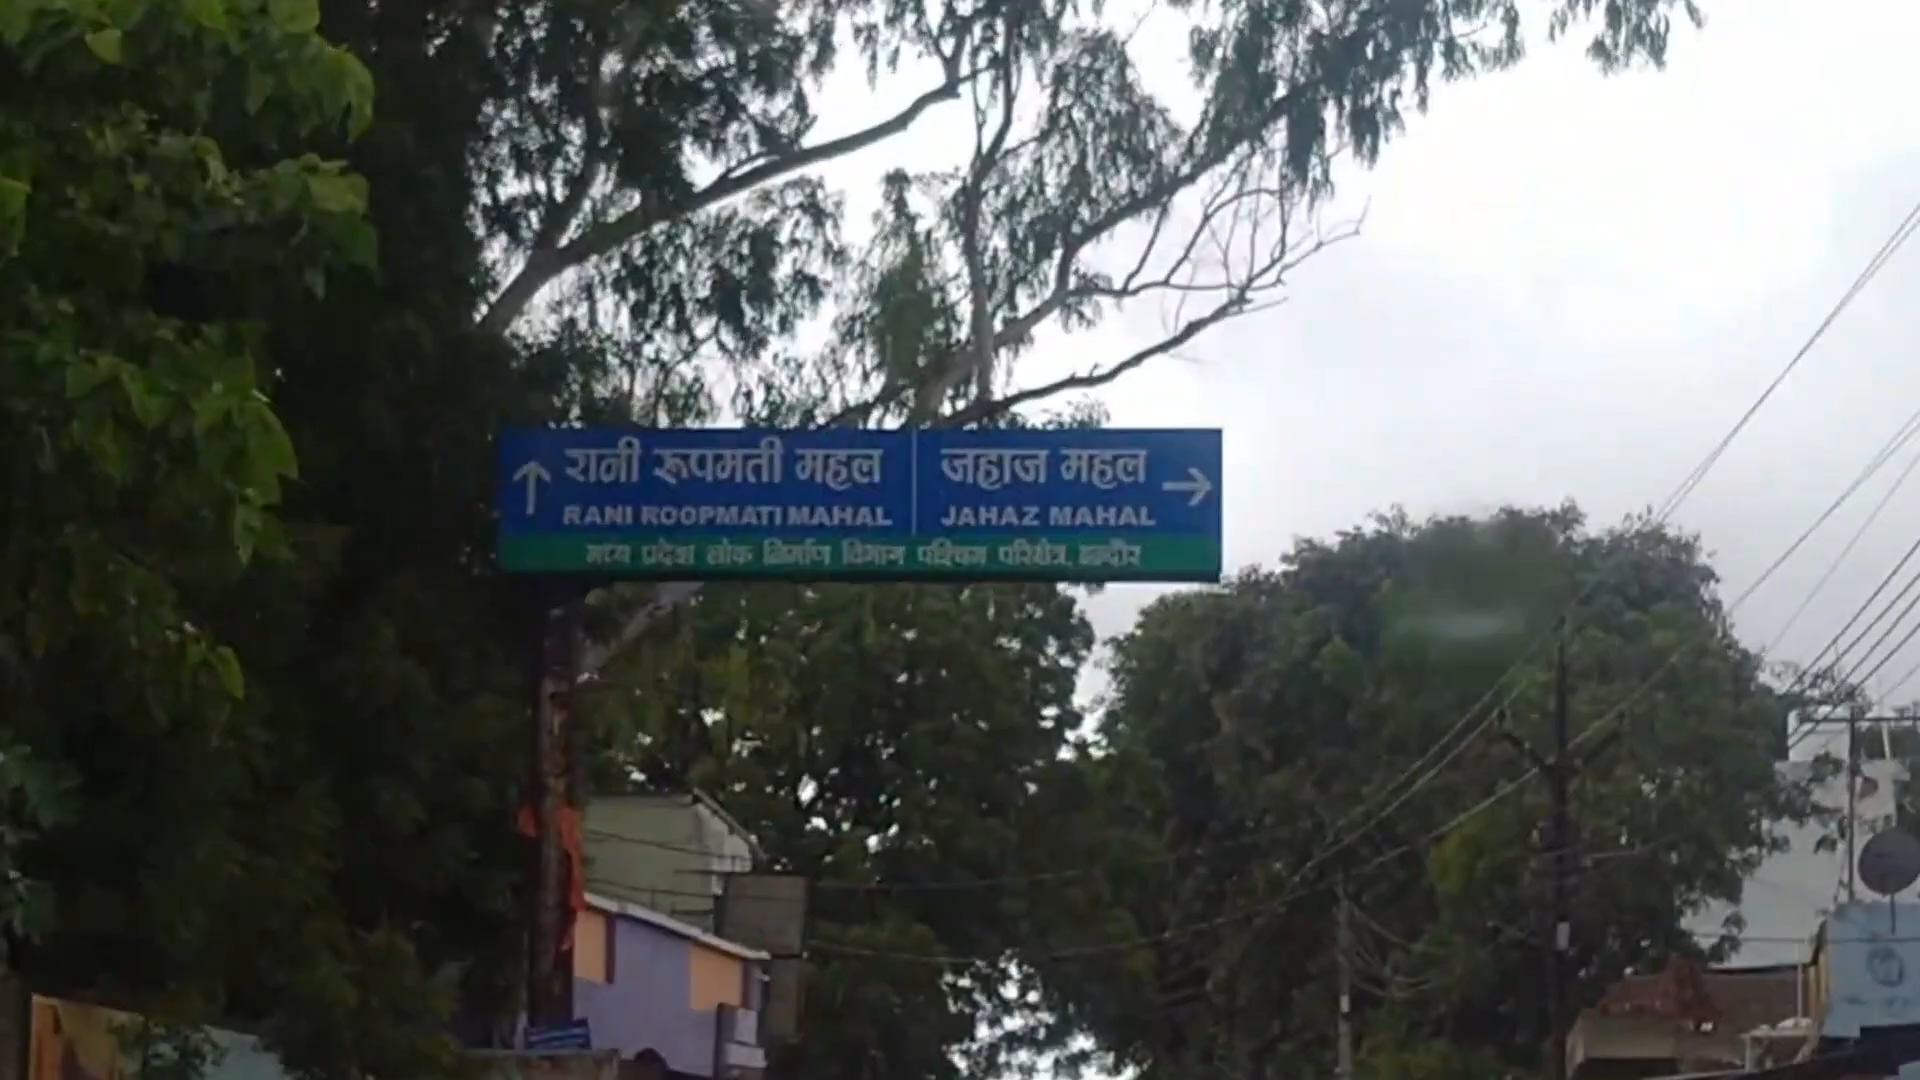 रानी रूपमती महल
RANI ROOPMATI MAHAL
जहाज महल
JAHAZ MAHAL
मध्य प्रदेश लोक निर्माण विभाग पश्चिम परिक्षेत्र, इन्दौर